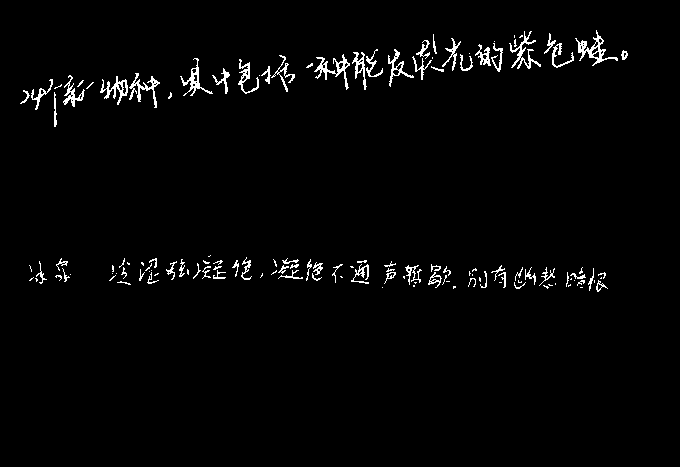 24个新物种，其中包括一种能发荧光的紫色蛙。
冰泉 冷涩弦凝绝，凝绝不通声暂歇．别有幽愁暗恨